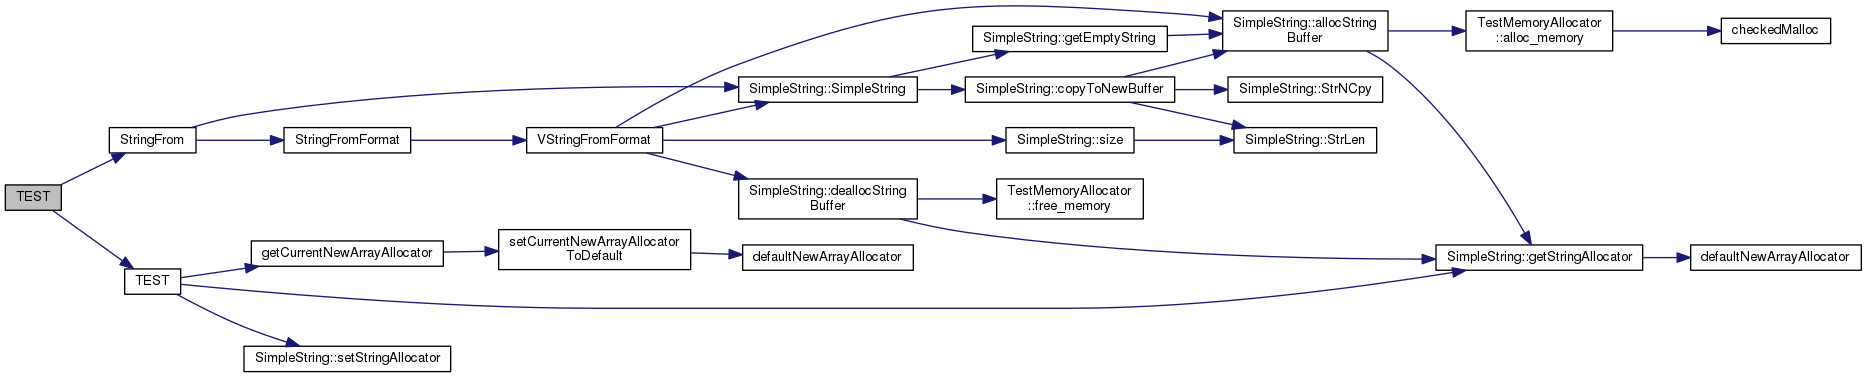 TEST
StringFrom
StringFromFormat
VStringFromFormat
SimpleString::SimpleString
SimpleString::getEmptyString
SimpleString::allocString
Buffer
TestMemoryAllocator
::alloc_memory
checkedMalloc
SimpleString::copyToNewBuffer
SimpleString::StrNCpy
SimpleString::size
SimpleString::StrLen
SimpleString::deallocString
Buffer
TestMemoryAllocator
::free_memory
SimpleString::getStringAllocator
defaultNewArrayAllocator
TEST
getCurrentNewArrayAllocator
setCurrentNewArrayAllocator
ToDefault
defaultNewArrayAllocator
SimpleString::setStringAllocator